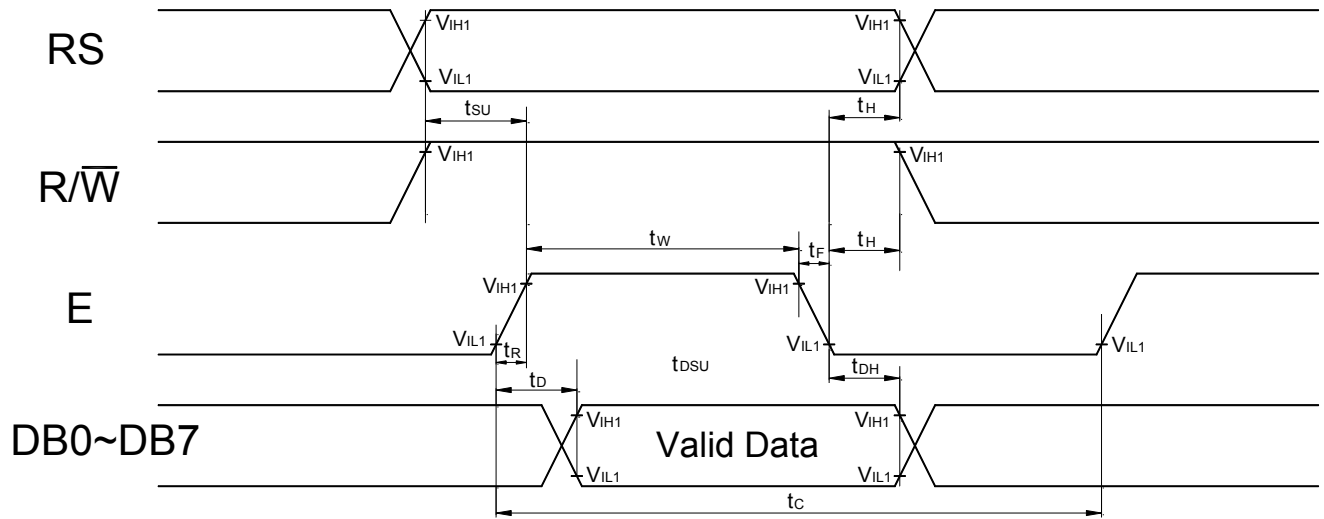 RS
VIH1
VIH1
VIL1
VIL1
tSU
tH
R/W̅
VIH1
VIH1
tW
tF
tH
E
VIH1
VIH1
VIL1
VIL1
VIL1
tR
tD
tDSU
tDH
DB0~DB7
VIH1
Valid Data
VIH1
VIL1
VIL1
tC